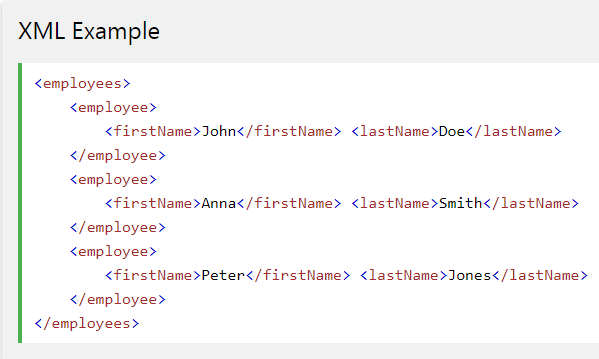 XML Example
<employees>
    <employee>
        <firstName>John</firstName> <lastName>Doe</lastName>
    </employee>
    <employee>
        <firstName>Anna</firstName> <lastName>Smith</lastName>
    </employee>
    <employee>
        <firstName>Peter</firstName> <lastName>Jones</lastName>
    </employee>
</employees>